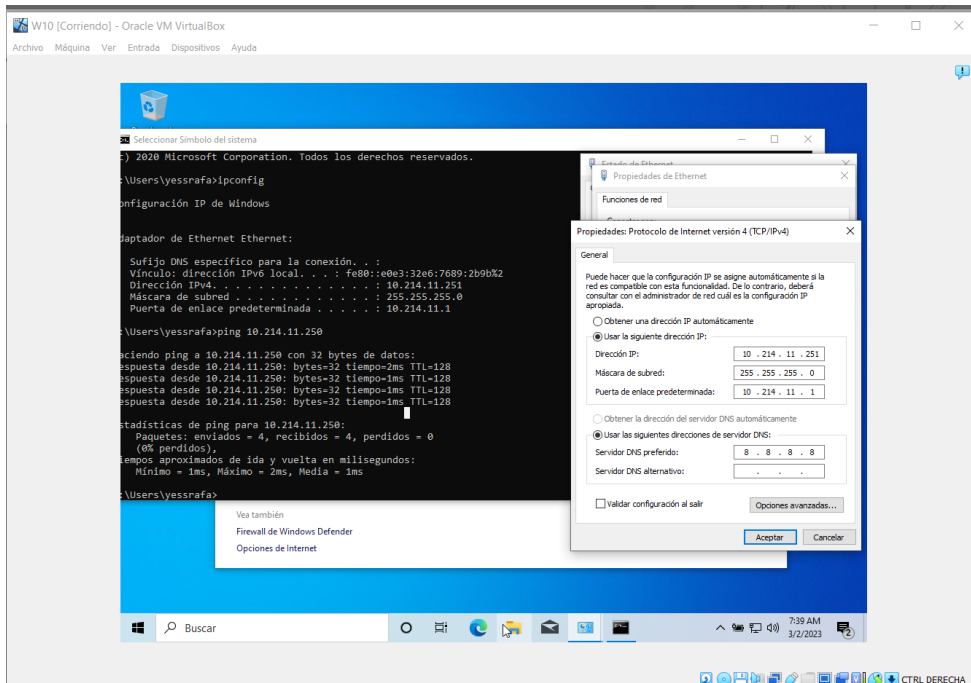 W10 [Corriendo] - Oracle VM VirtualBox
Archivo Máquina Ver Entrada Dispositivos Ayuda
Seleccionar Símbolo del sistema
c) 2020 Microsoft Corporation. Todos los derechos reservados.
:\Users\yessrafa>ipconfig
onfiguración IP de Windows
daptador de Ethernet Ethernet:
Sufijo DNS específico para la conexión. . :
Vínculo: dirección IPv6 local. . . : fe80::e0e3:32e6:7689:2b9b%2
Dirección IPv4. . . . . . . . . . . . . . : 10.214.11.251
Máscara de subred . . . . . . . . . . . . : 255.255.255.0
Puerta de enlace predeterminada . . . . . : 10.214.11.1
:\Users\yessrafa>ping 10.214.11.250
aciendo ping a 10.214.11.250 con 32 bytes de datos:
espuesta desde 10.214.11.250: bytes=32 tiempo=2ms TTL=128
espuesta desde 10.214.11.250: bytes=32 tiempo=1ms TTL=128
espuesta desde 10.214.11.250: bytes=32 tiempo=1ms TTL=128
espuesta desde 10.214.11.250: bytes=32 tiempo=1ms TTL=128
stadísticas de ping para 10.214.11.250:
Paquetes: enviados = 4, recibidos = 4, perdidos = 0
(0% perdidos),
iempos aproximados de ida y vuelta en milisegundos:
Mínimo = 1ms, Máximo = 2ms, Media = 1ms
:\Users\yessrafa>
Estado de Ethernet
Propiedades de Ethernet
Funciones de red
Propiedades: Protocolo de Internet versión 4 (TCP/IPv4)
General
Puede hacer que la configuración IP se asigne automáticamente si la
red es compatible con esta funcionalidad. De lo contrario, deberá
consultar con el administrador de red cuál es la configuración IP
apropiada.
Obtener una dirección IP automáticamente
Usar la siguiente dirección IP:
Dirección IP: 10 . 214 . 11 . 251
Máscara de subred: 255 . 255 . 255 . 0
Puerta de enlace predeterminada: 10 . 214 . 11 . 1
Obtener la dirección del servidor DNS automáticamente
Usar las siguientes direcciones de servidor DNS:
Servidor DNS preferido: 8 . 8 . 8 . 8
Servidor DNS alternativo: . . .
Validar configuración al salir
Opciones avanzadas...
Aceptar Cancelar
Vea también
Firewall de Windows Defender
Opciones de Internet
Buscar
7:39 AM
3/2/2023
2
CTRL DERECHA